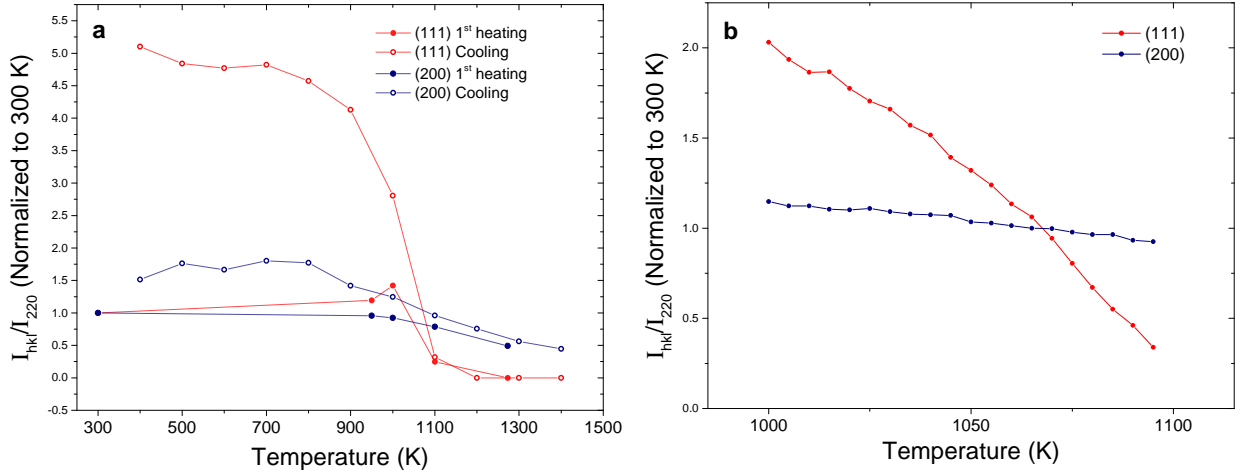 a
(111) 1st heating
(111) Cooling
(200) 1st heating
(200) Cooling
5.5
5.0
4.5
4.0
3.5
3.0
2.5
2.0
1.5
1.0
0.5
0.0
-0.5
Ihkl/I220 (Normalized to 300 K)
300 500 700 900 1100 1300 1500
Temperature (K)
b
(111)
(200)
2.0
1.5
1.0
0.5
0.0
Ihkl/I220 (Normalized to 300 K)
1000 1050 1100
Temperature (K)